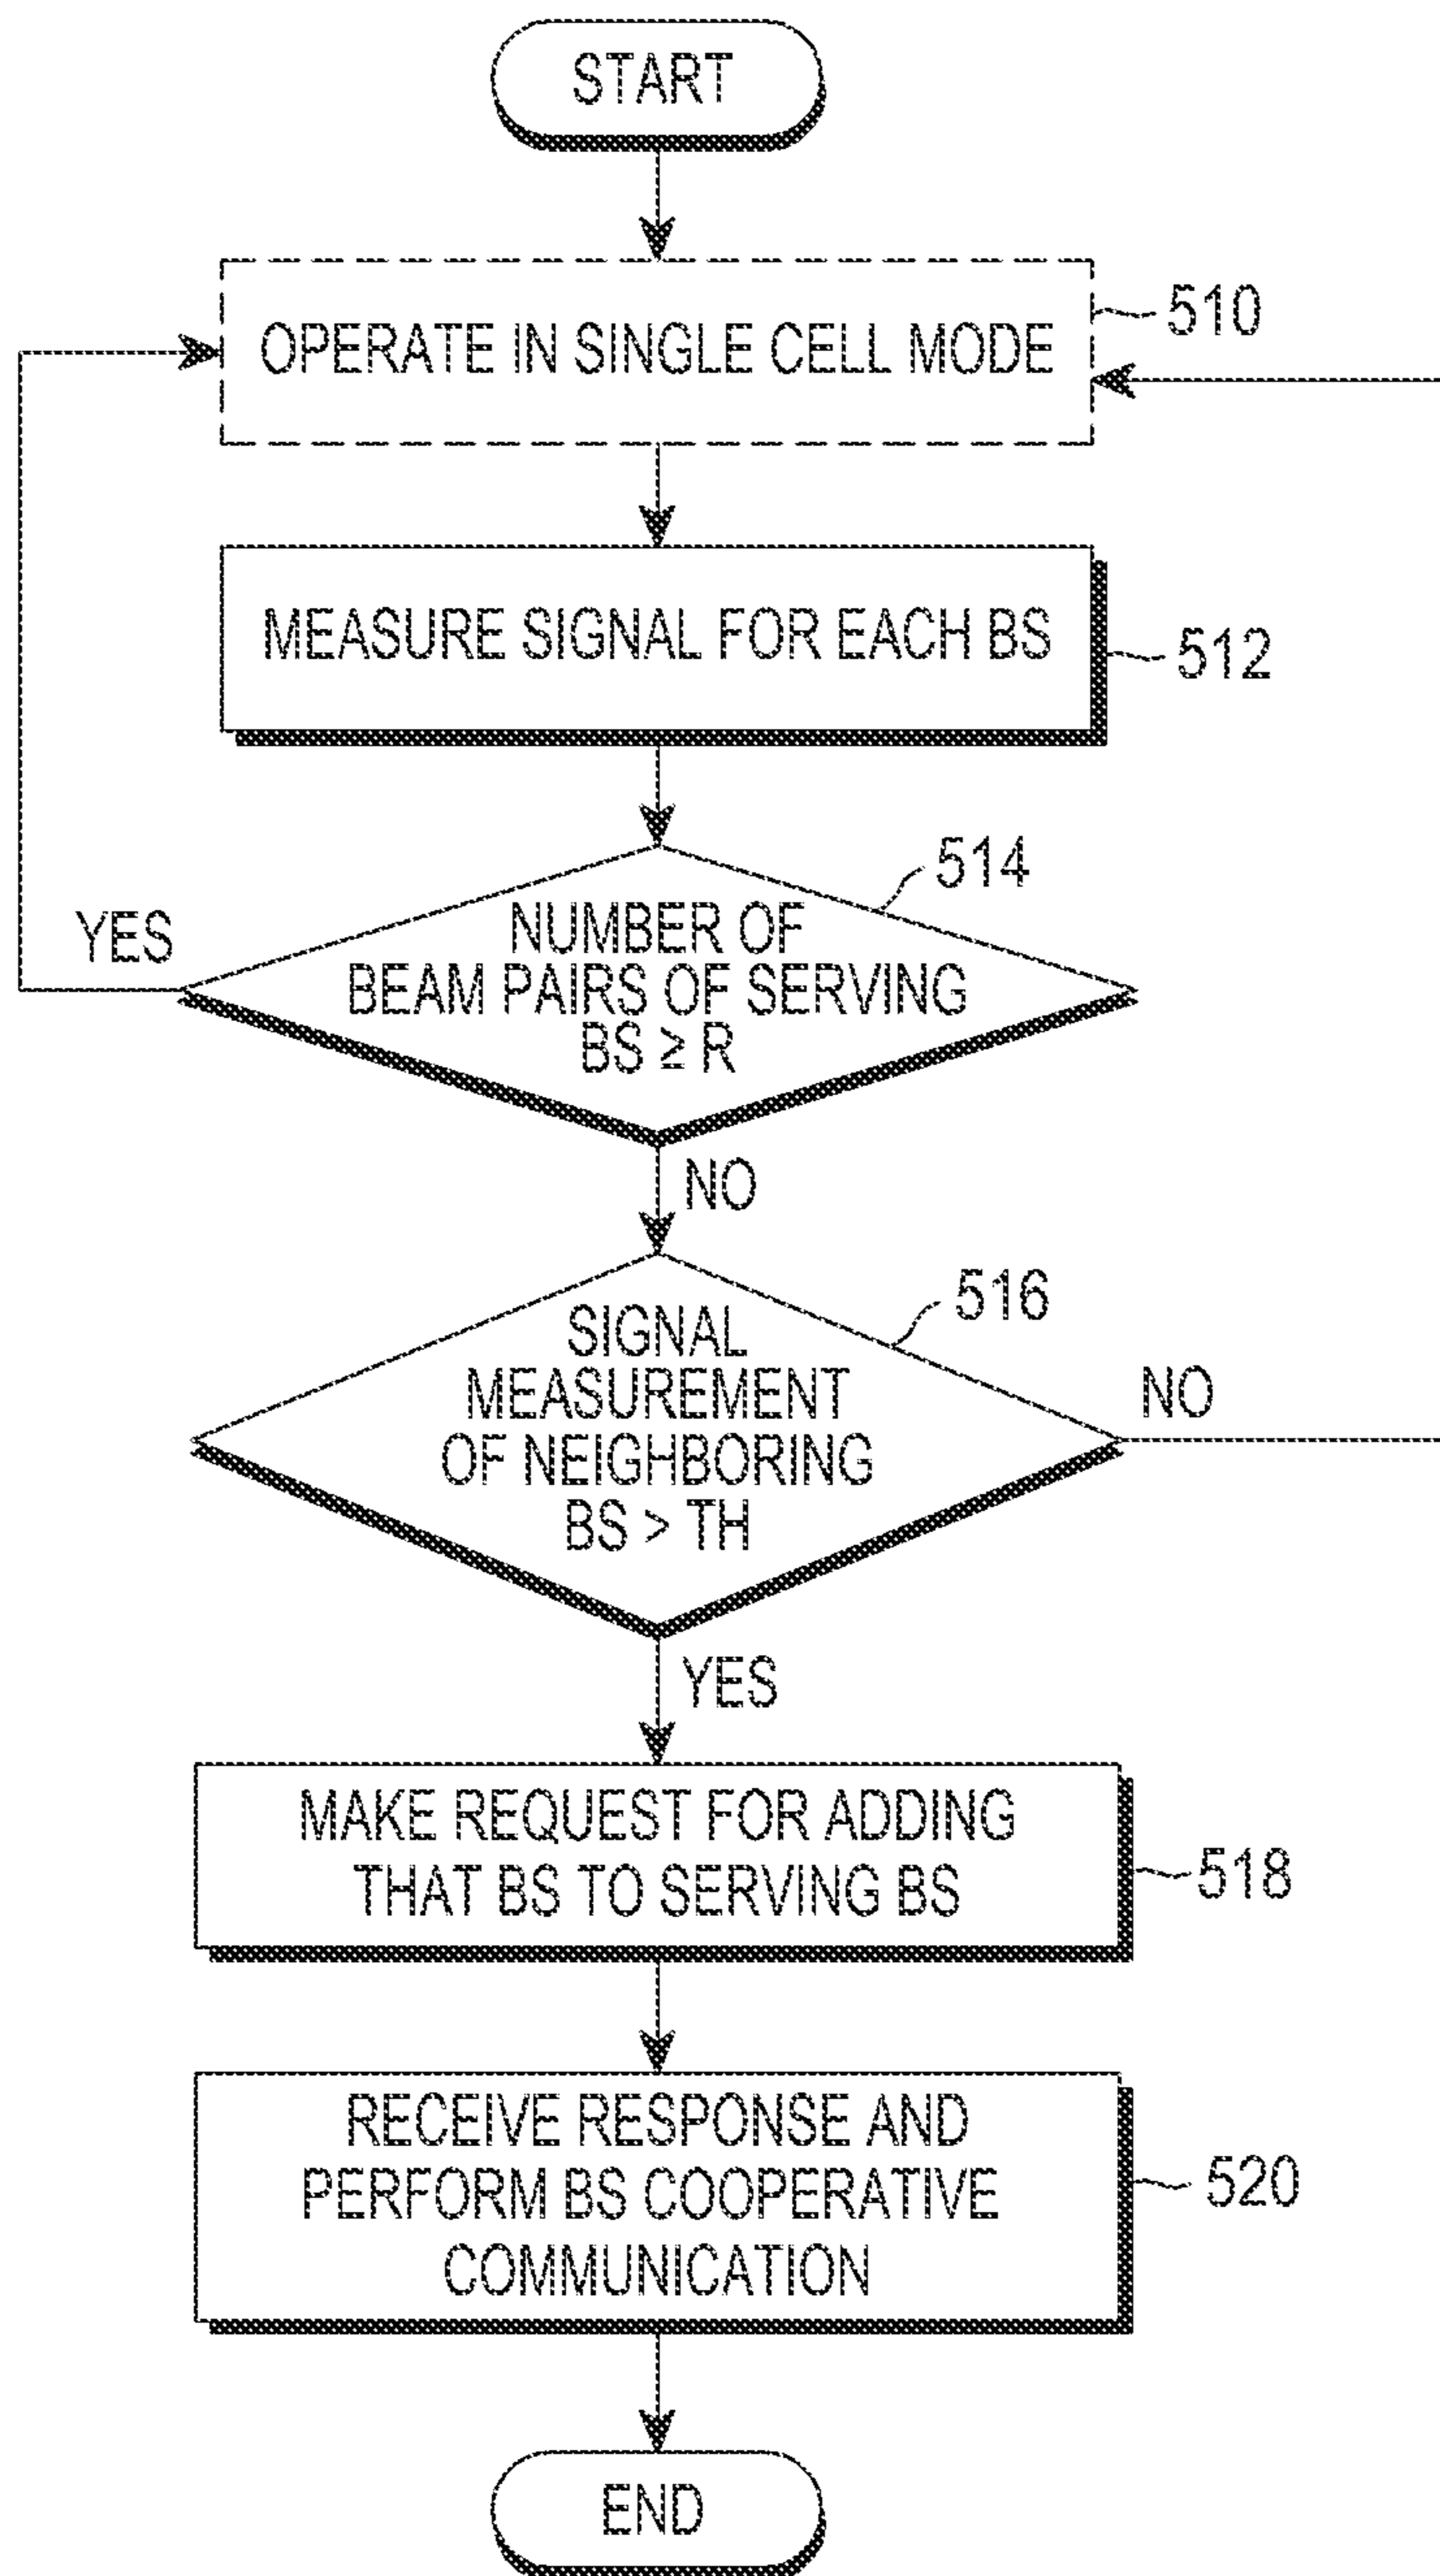 START
OPERATE IN SINGLE CELL MODE
510
MEASURE SIGNAL FOR EACH BS
512
514
YES
NUMBER OF
BEAM PAIRS OF SERVING
BS ≥ R
NO
516
SIGNAL
MEASUREMENT
OF NEIGHBORING
BS > TH
NO
YES
MAKE REQUEST FOR ADDING
THAT BS TO SERVING BS
518
RECEIVE RESPONSE AND
PERFORM BS COOPERATIVE
COMMUNICATION
520
END